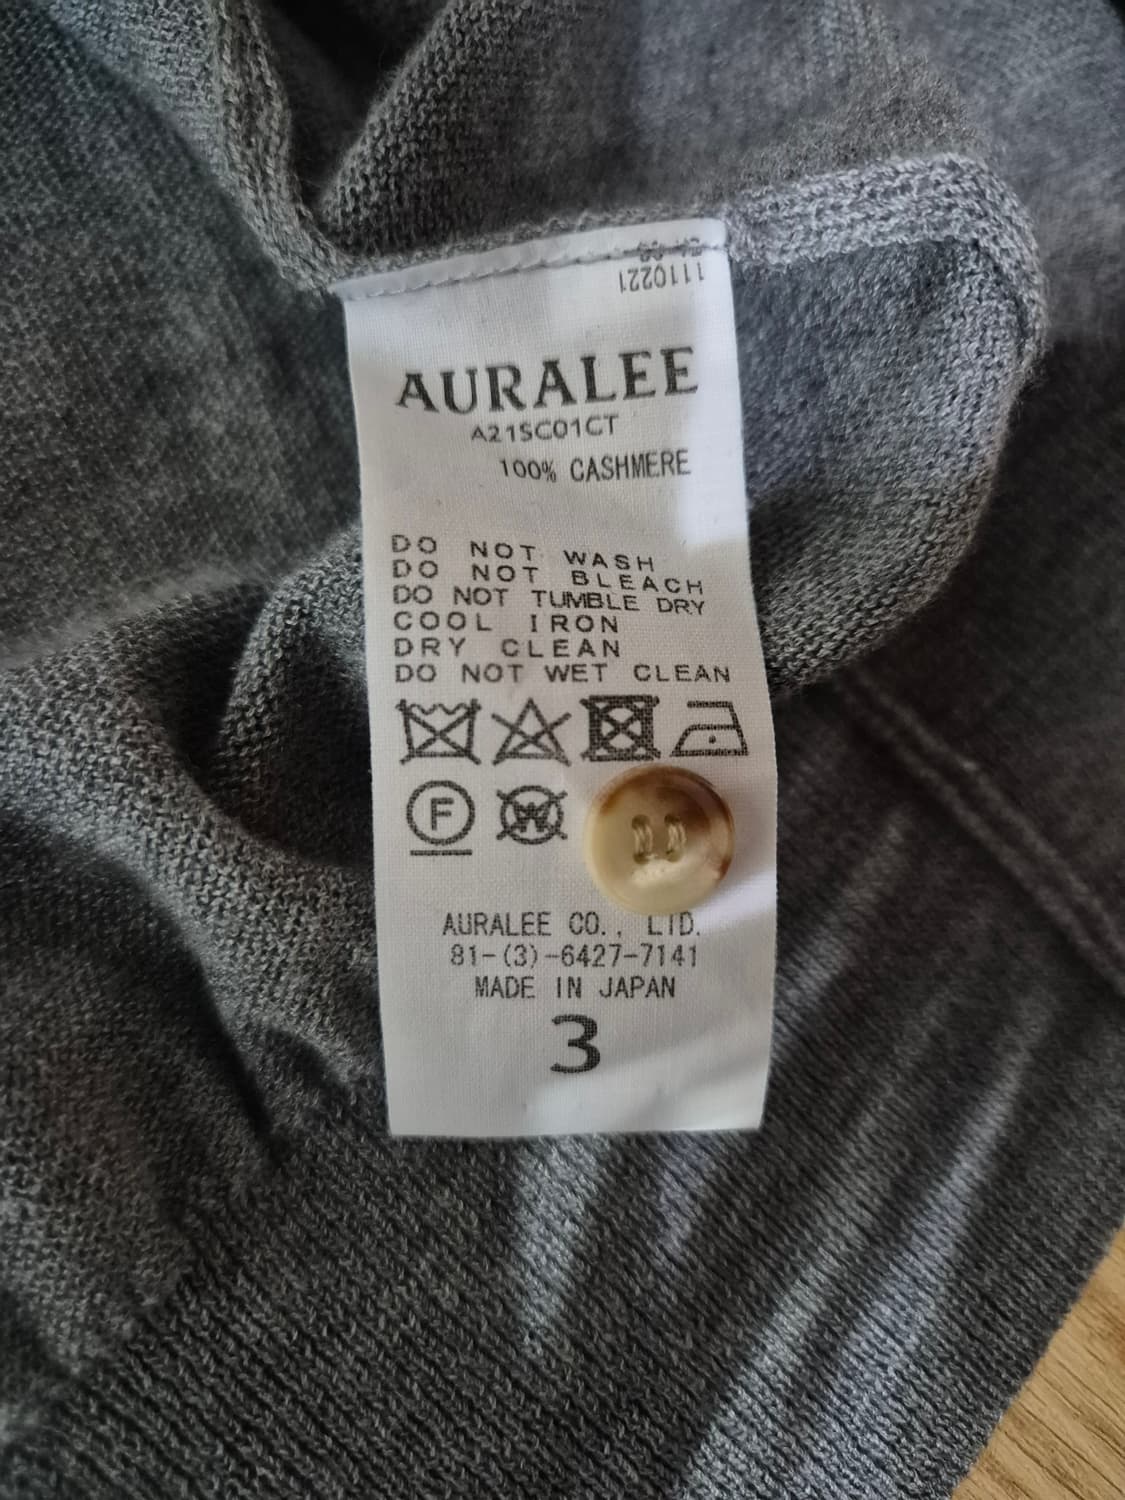 1110221
AURALEE
A21SC01CT
100% CASHMERE
DO NOT WASH
DO NOT BLEACH
DO NOT TUMBLE DRY
COOL IRON
DRY CLEAN
DO NOT WET CLEAN
F W
AURALEE CO., LTD.
81-(3)-6427-7141
MADE IN JAPAN
3